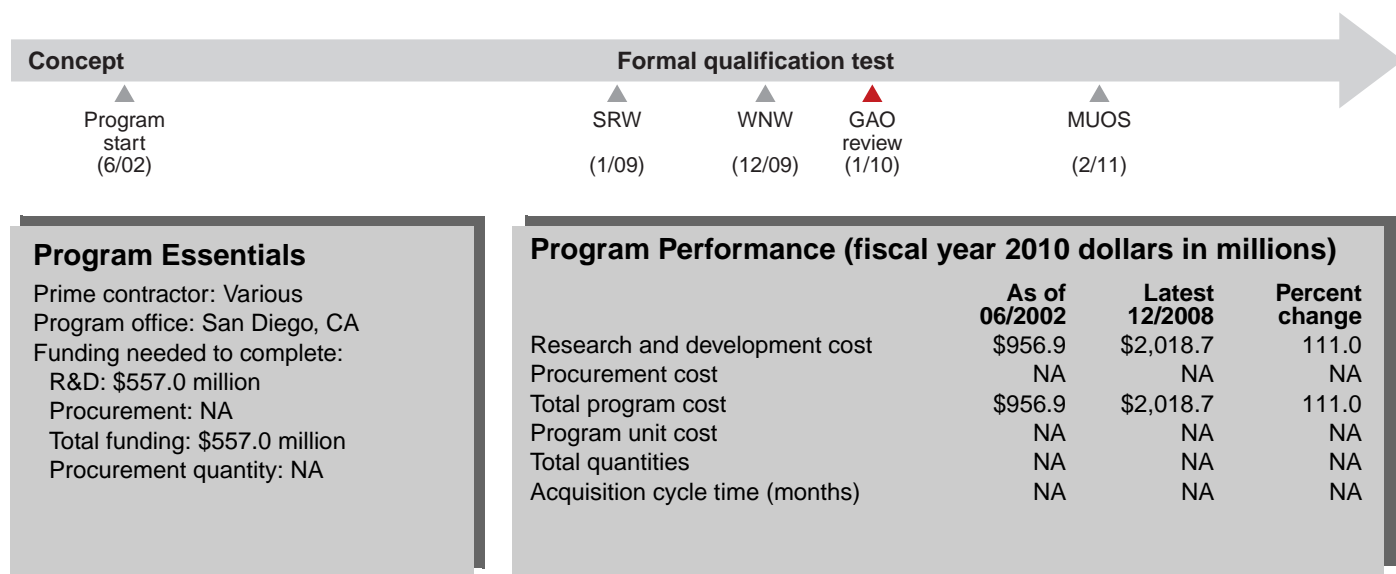 Concept
Formal qualification test
Program
start
(6/02)
SRW
(1/09)
WNW
(12/09)
GAO
review
(1/10)
MUOS
(2/11)
Program Essentials
Prime contractor: Various
Program office: San Diego, CA
Funding needed to complete:
R&D: $557.0 million
Procurement: NA
Total funding: $557.0 million
Procurement quantity: NA
Program Performance (fiscal year 2010 dollars in millions)
As of Latest Percent
06/2002 12/2008 change
Research and development cost $956.9 $2,018.7 111.0
Procurement cost NA NA NA
Total program cost $956.9 $2,018.7 111.0
Program unit cost NA NA NA
Total quantities NA NA NA
Acquisition cycle time (months) NA NA NA